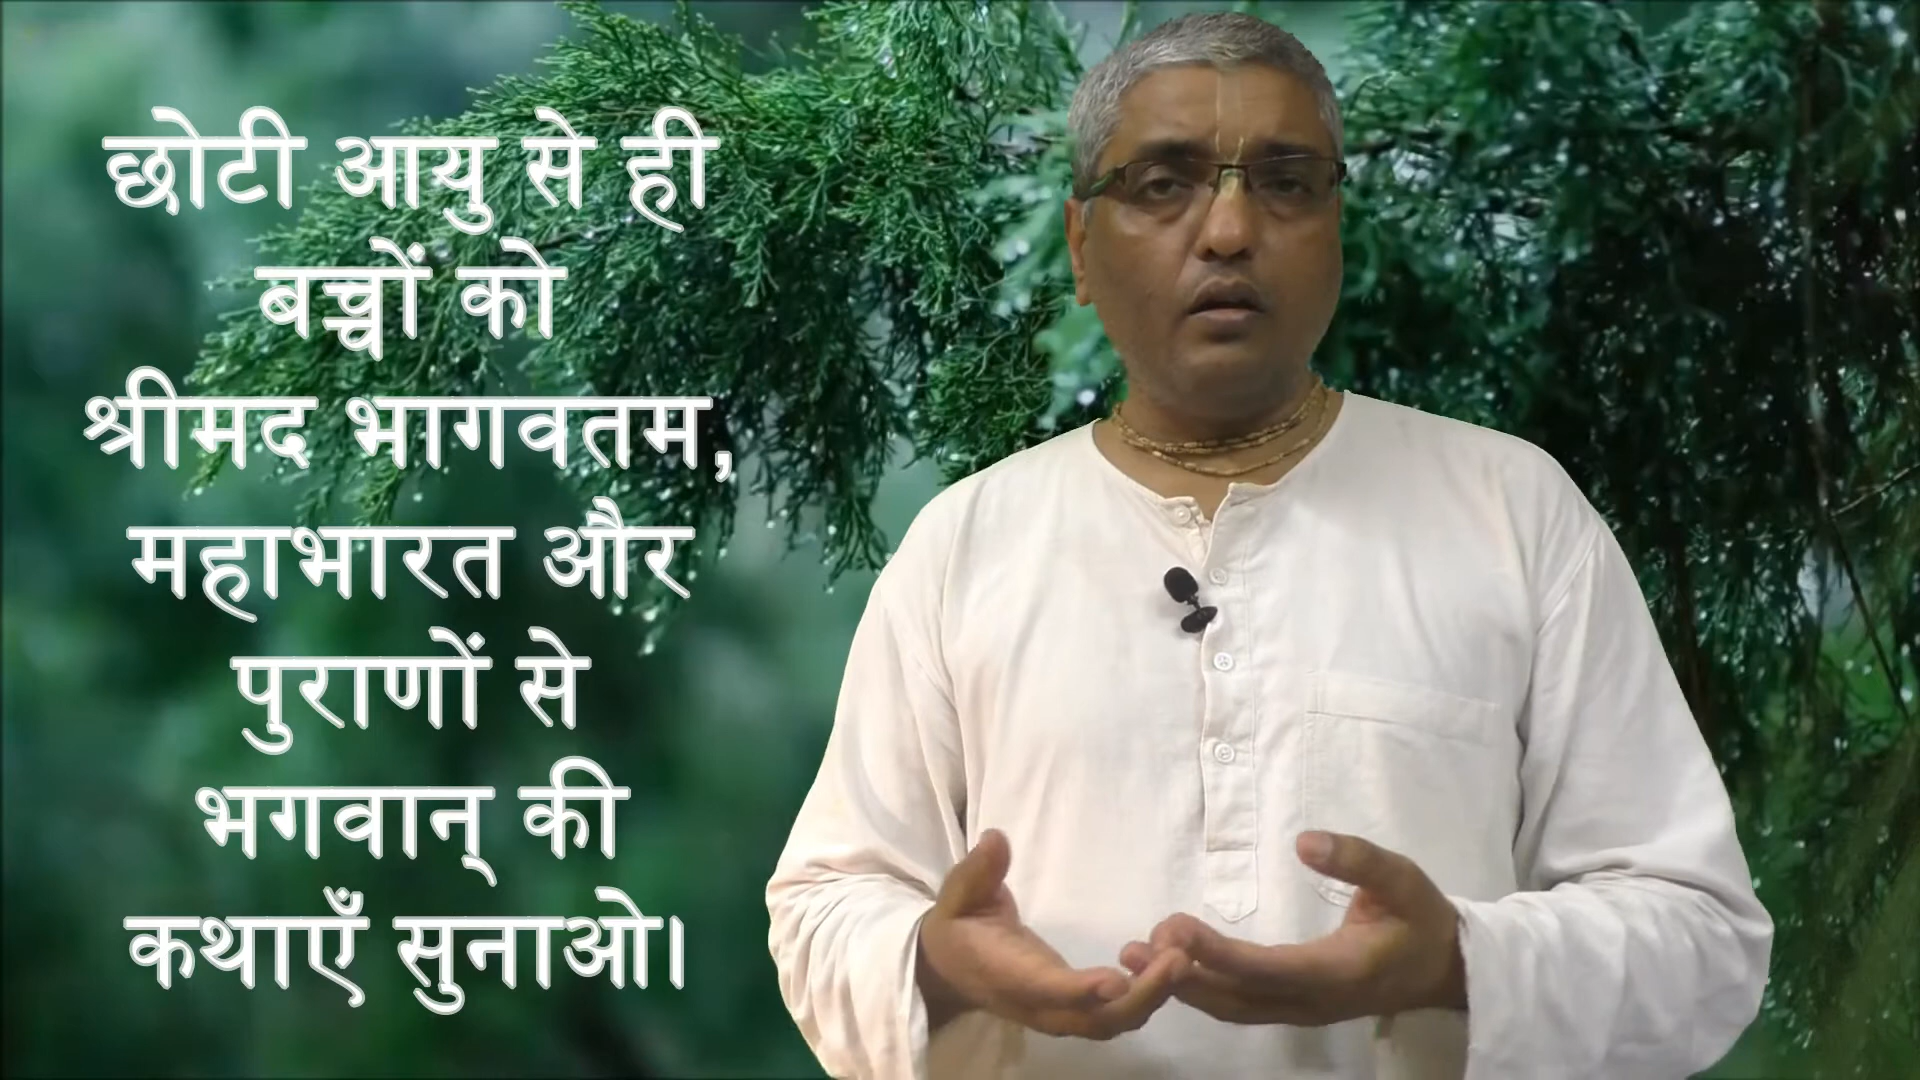 छोटी आयु से ही
बच्चों को
श्रीमद भागवतम,
महाभारत और
पुराणों से
भगवान् की
कथाएँ सुनाओ।